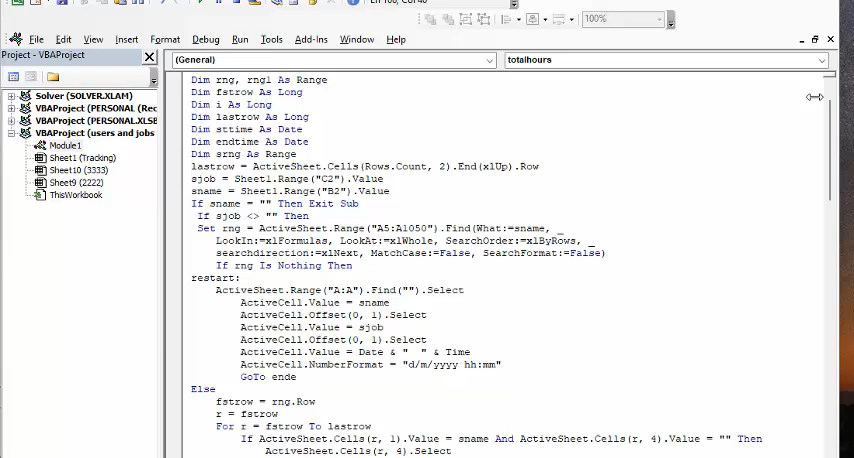 100%
File Edit View Insert Format Debug Run Tools Add-Ins Window Help
Project - VBAProject
(General)
totalhours
Solver (SOLVER.XLAM)
VBAProject (PERSONAL (Rec
VBAProject (PERSONAL.XLSB
VBAProject (users and jobs
Module1
Sheet1 (Tracking)
Sheet10 (3333)
Sheet9 (2222)
ThisWorkbook
Dim rng, rng1 As Range
Dim fstrow As Long
Dim i As Long
Dim lastrow As Long
Dim sttime As Date
Dim endtime As Date
Dim srng As Range
lastrow = ActiveSheet.Cells(Rows.Count, 2).End(xlUp).Row
sjob = Sheet1.Range("C2").Value
sname = Sheet1.Range("B2").Value
If sname = "" Then Exit Sub
If sjob <> "" Then
Set rng = ActiveSheet.Range("A5:A1050").Find(What:=sname, _
LookIn:=xlFormulas, LookAt:=xlWhole, SearchOrder:=xlByRows, _
searchdirection:=xlNext, MatchCase:=False, SearchFormat:=False)
If rng Is Nothing Then
restart:
ActiveSheet.Range("A:A").Find("").Select
ActiveCell.Value = sname
ActiveCell.Offset(0, 1).Select
ActiveCell.Value = sjob
ActiveCell.Offset(0, 1).Select
ActiveCell.Value = Date & "  " & Time
ActiveCell.NumberFormat = "d/m/yyyy hh:mm"
GoTo ende
Else
fstrow = rng.Row
r = fstrow
For r = fstrow To lastrow
If ActiveSheet.Cells(r, 1).Value = sname And ActiveSheet.Cells(r, 4).Value = "" Then
ActiveSheet.Cells(r, 4).Select